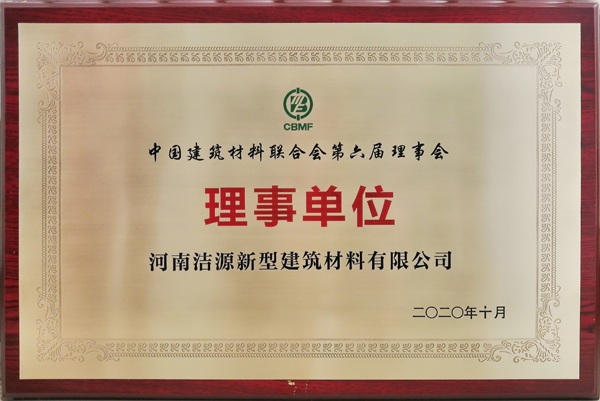 CBMF
中国建筑材料联合会第六届理事会
理事单位
河南洁源新型建筑材料有限公司
二〇二〇年十月